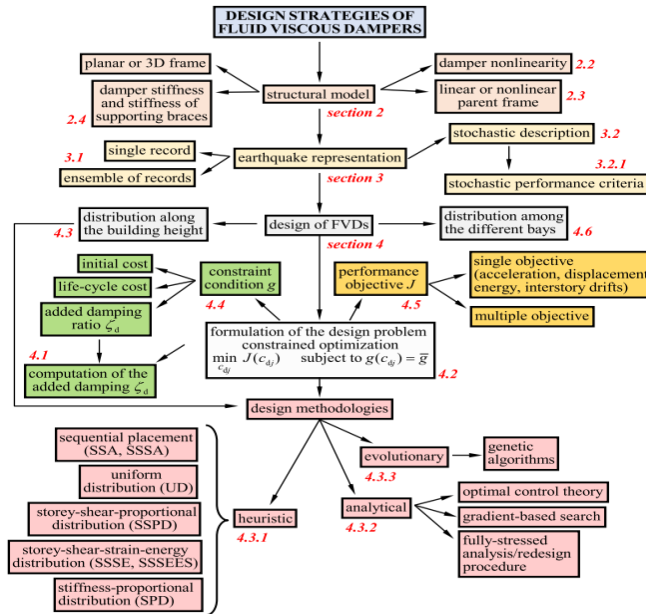 DESIGN STRATEGIES OF
FLUID VISCOUS DAMPERS
planar or 3D frame
damper nonlinearity
2.2
damper stiffness
and stiffness of
supporting braces
2.4
structural model
section 2
linear or nonlinear
parent frame
2.3
stochastic description
3.2
3.1
single record
ensemble of records
earthquake representation
section 3
3.2.1
stochastic performance criteria
distribution along
the building height
4.3
design of FVDs
section 4
distribution among
the different bays
4.6
initial cost
life-cycle cost
added damping
ratio ζd
constraint
condition g
4.4
performance
objective J
4.5
single objective
(acceleration, displacement
energy, interstory drifts)
multiple objective
4.1
computation of the
added damping ζd
formulation of the design problem
constrained optimization
min J(cdj) subject to g(cdj) = g̅
cdj
4.2
design methodologies
sequential placement
(SSA, SSSA)
uniform
distribution (UD)
storey-shear-proportional
distribution (SSPD)
storey-shear-strain-energy
distribution (SSSE, SSSEES)
stiffness-proportional
distribution (SPD)
heuristic
4.3.1
evolutionary
4.3.3
genetic
algorithms
analytical
4.3.2
optimal control theory
gradient-based search
fully-stressed
analysis/redesign
procedure